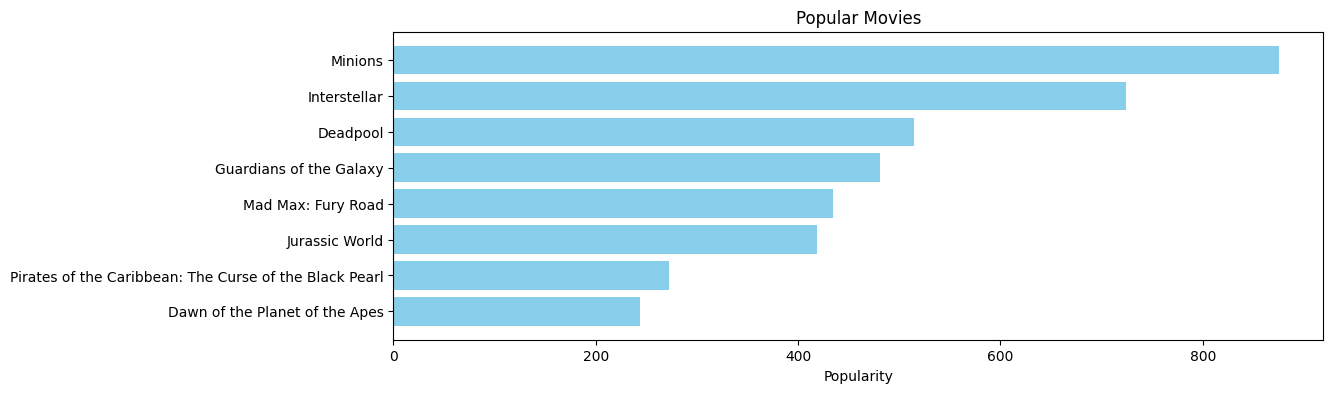 Popular Movies
Minions
Interstellar
Deadpool
Guardians of the Galaxy
Mad Max: Fury Road
Jurassic World
Pirates of the Caribbean: The Curse of the Black Pearl
Dawn of the Planet of the Apes
0 200 400 600 800
Popularity